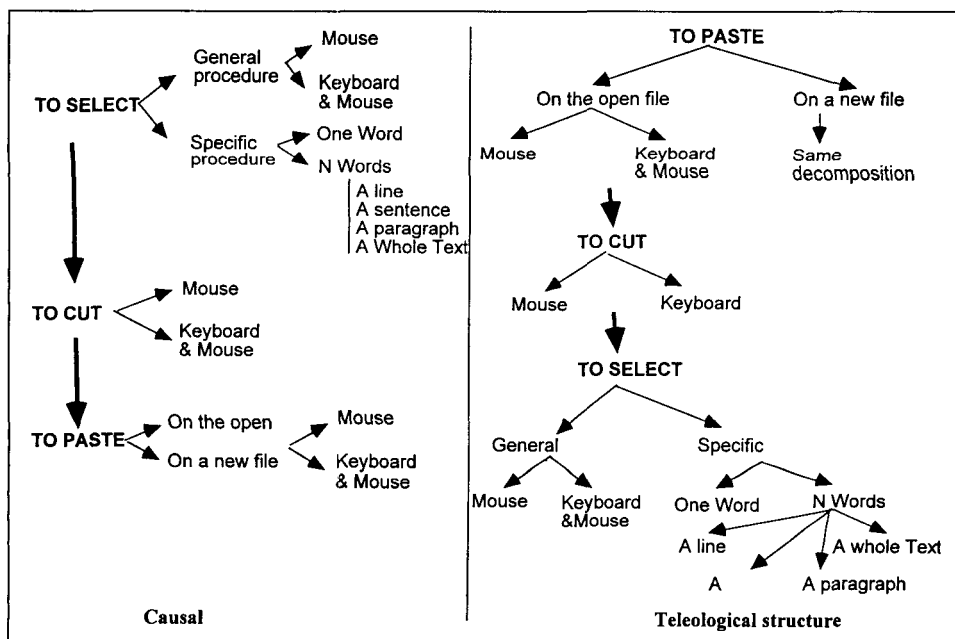 TO SELECT
General
procedure
Mouse
Keyboard
& Mouse
Specific
procedure
One Word
N Words
A line
A sentence
A paragraph
A Whole Text
TO CUT
Mouse
Keyboard
& Mouse
TO PASTE
On the open
On a new file
Mouse
Keyboard
& Mouse
Causal
TO PASTE
On the open file
On a new file
Mouse
Keyboard
& Mouse
Same
decomposition
TO CUT
Mouse
Keyboard
TO SELECT
General
Specific
Mouse
Keyboard
&Mouse
One Word
N Words
A line
A whole Text
A
A paragraph
Teleological structure